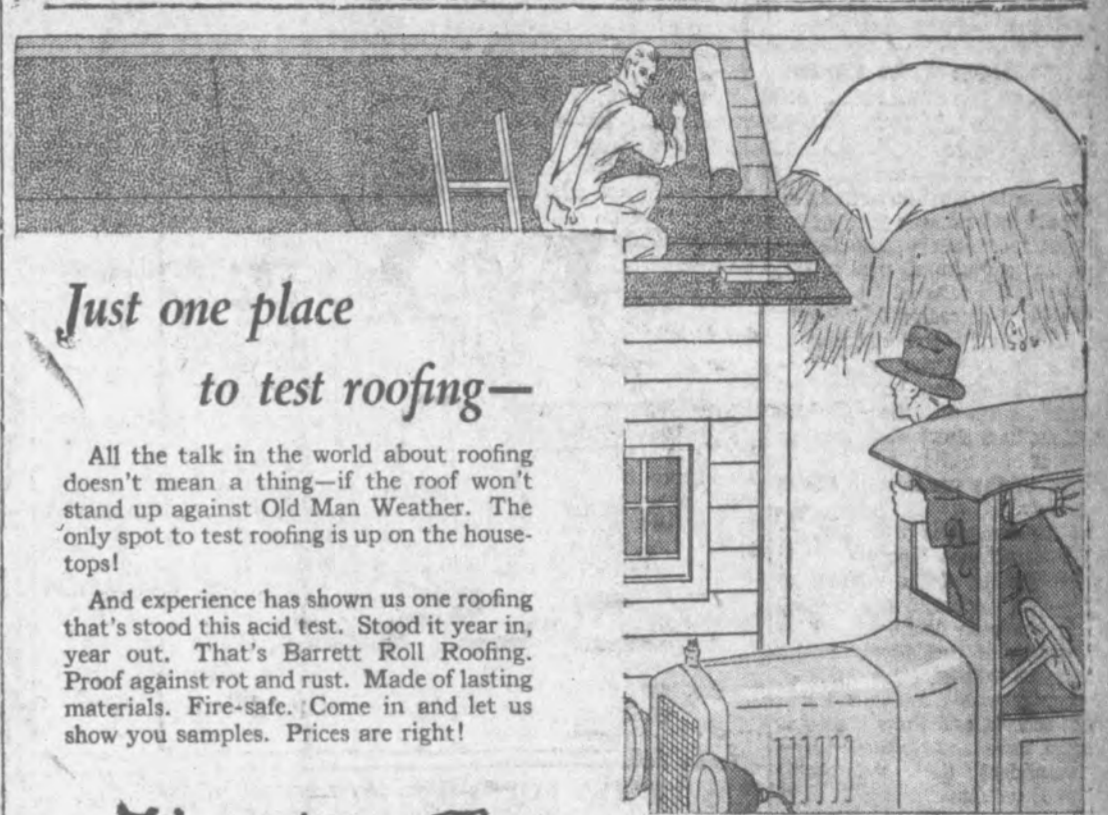 Just one place
to test roofing—
All the talk in the world about roofing
doesn't mean a thing—if the roof won't
stand up against Old Man Weather. The
only spot to test roofing is up on the house-
tops!
And experience has shown us one roofing
that's stood this acid test. Stood it year in,
year out. That's Barrett Roll Roofing.
Proof against rot and rust. Made of lasting
materials. Fire-safe. Come in and let us
show you samples. Prices are right!